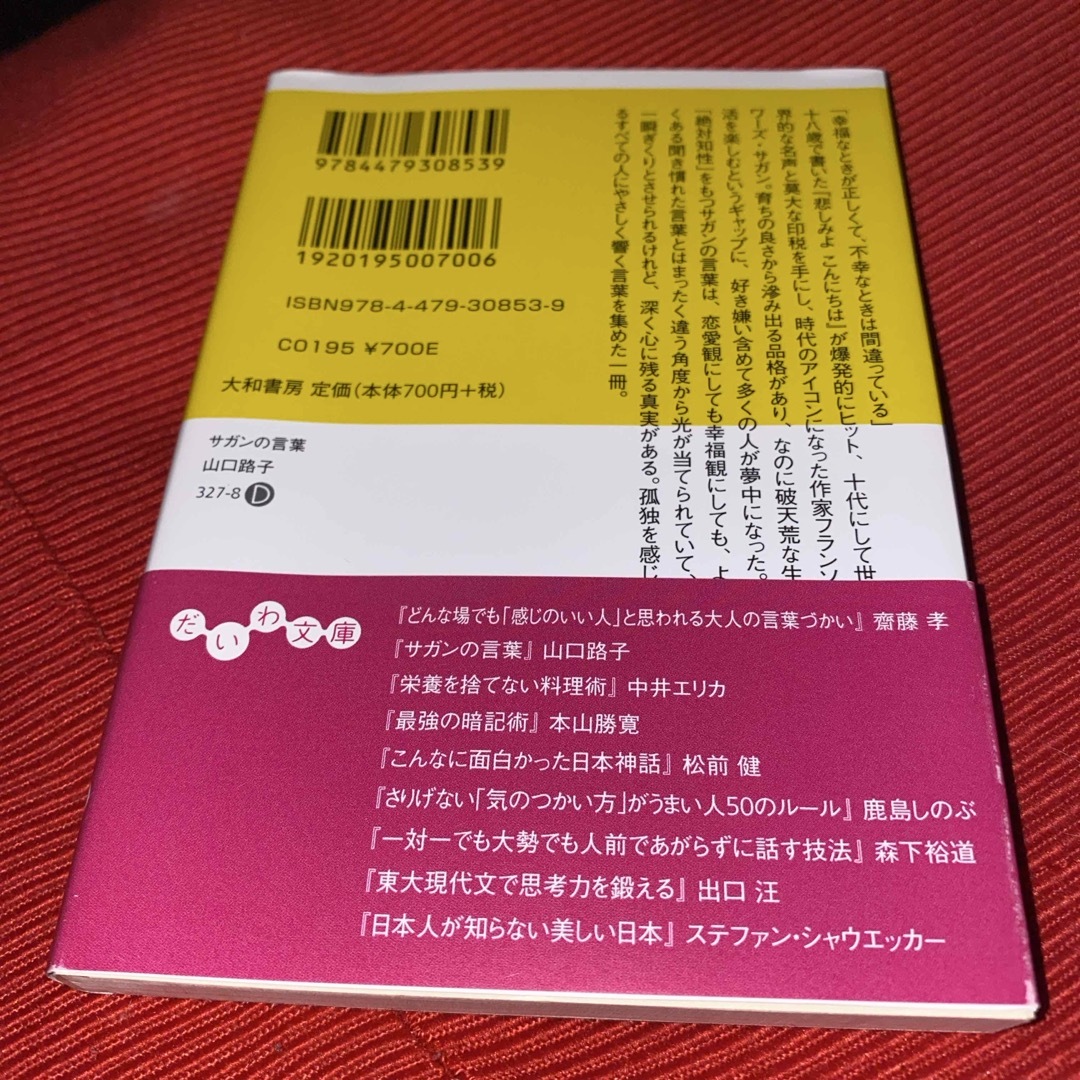 9784479308539
1920195007006
ISBN978-4-479-30853-9
C0195 ¥700E
大和書房 定価(本体700円+税)
サガンの言葉
山口路子
327-8 D
「幸福なときが正しくて、不幸なときは間違っている」
十八歳で書いた『悲しみよ こんにちは』が爆発的にヒット、十代にして世
界的な名声と莫大な印税を手にし、時代のアイコンになった作家フランソ
ワーズ・サガン。育ちの良さから滲み出る品格があり、なのに破天荒な生
活を楽しむというギャップに、好き嫌い含めて多くの人が夢中になった。
「絶対知性」をもつサガンの言葉は、恋愛観にしても幸福観にしても、よ
くある聞き慣れた言葉とはまったく違う角度から光が当てられていて、
一瞬ぎくりとさせられるけれど、深く心に残る真実がある。孤独を感じ
るすべての人にやさしく響く言葉を集めた一冊。
だいわ文庫
『どんな場でも「感じのいい人」と思われる大人の言葉づかい』 齋藤 孝
『サガンの言葉』 山口路子
『栄養を捨てない料理術』 中井エリカ
『最強の暗記術』 本山勝寛
『こんなに面白かった日本神話』 松前 健
『さりげない「気のつかい方」がうまい人50のルール』 鹿島しのぶ
『一対一でも大勢でも人前であがらずに話す技法』 森下裕道
『東大現代文で思考力を鍛える』 出口 汪
『日本人が知らない美しい日本』 ステファン・シャウエッカー